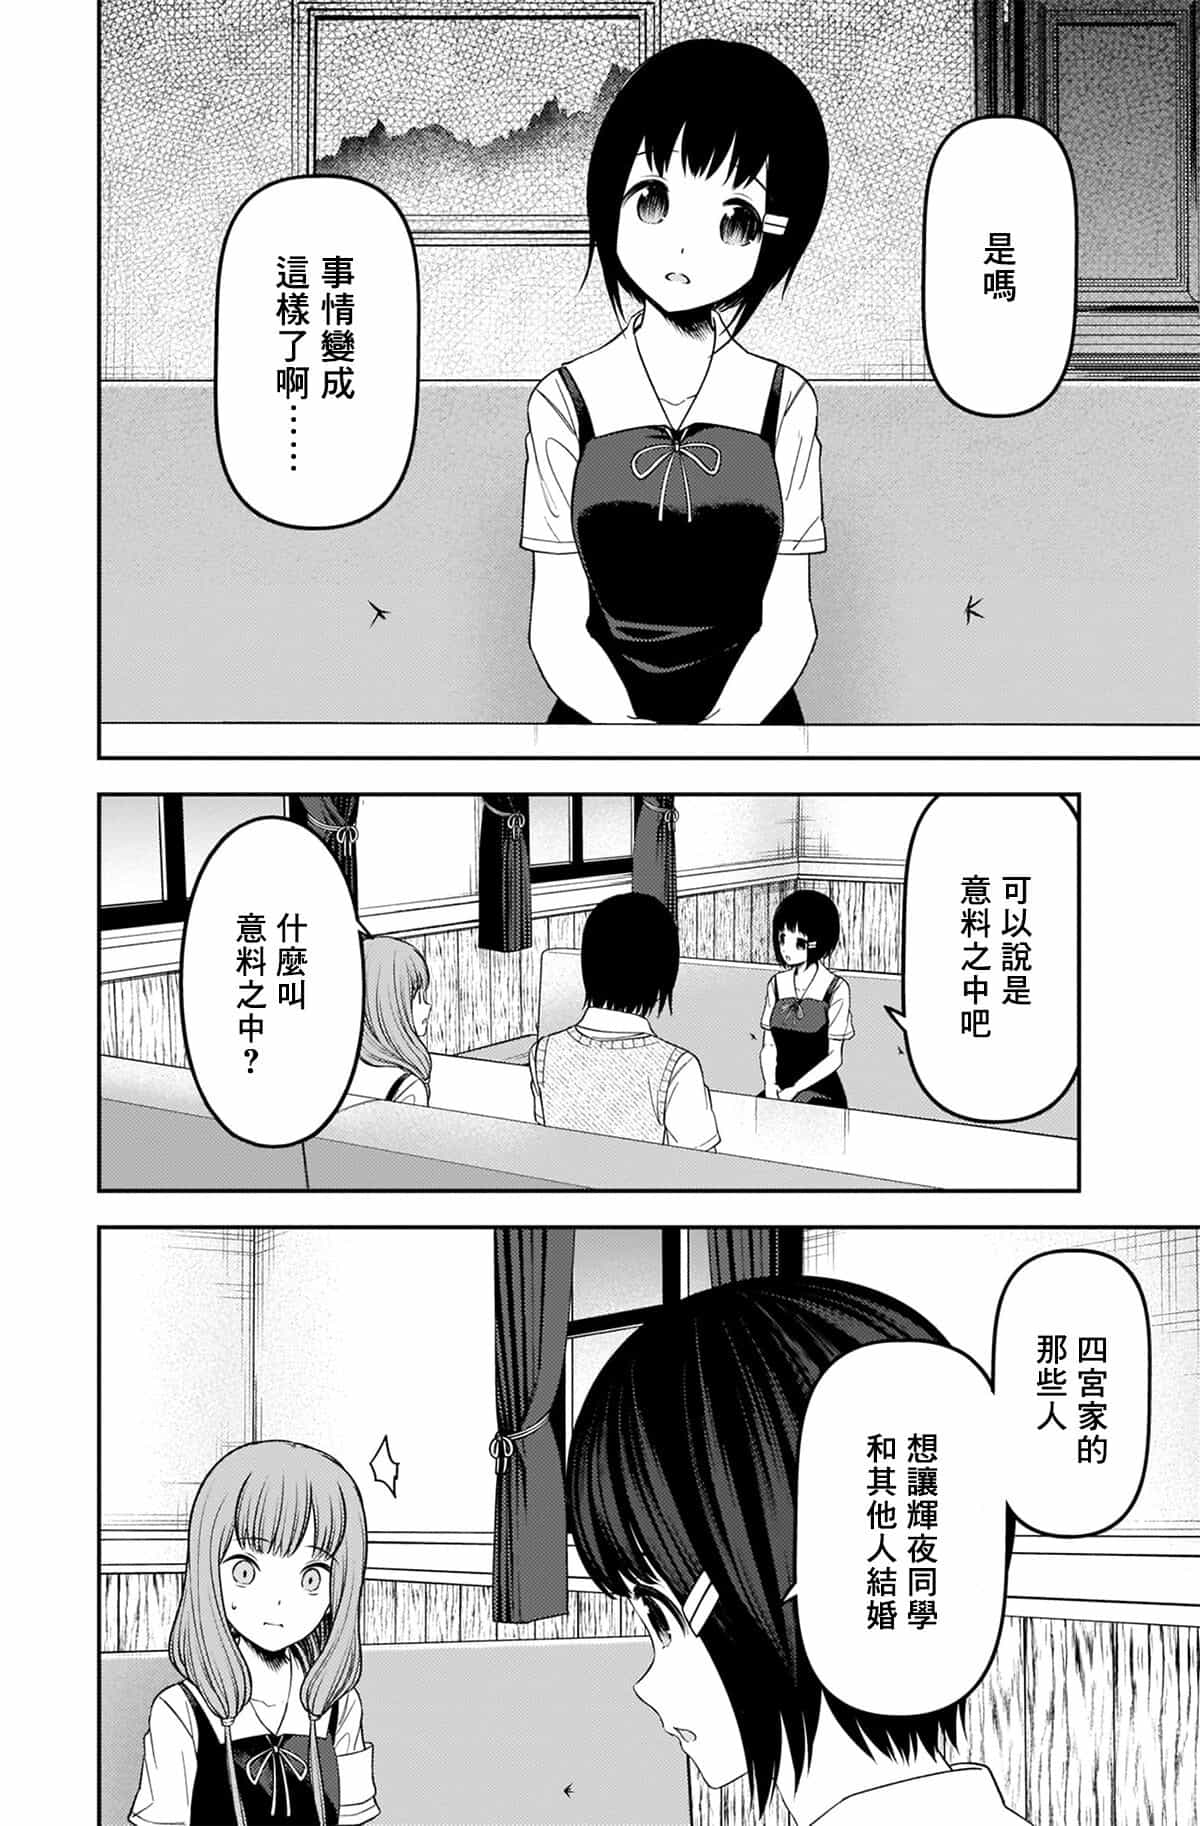 是嗎
事情變成
這樣了啊……
可以說是
意料之中吧
什麼叫
意料之中?
四宮家的
那些人
想讓輝夜同學
和其他人結婚